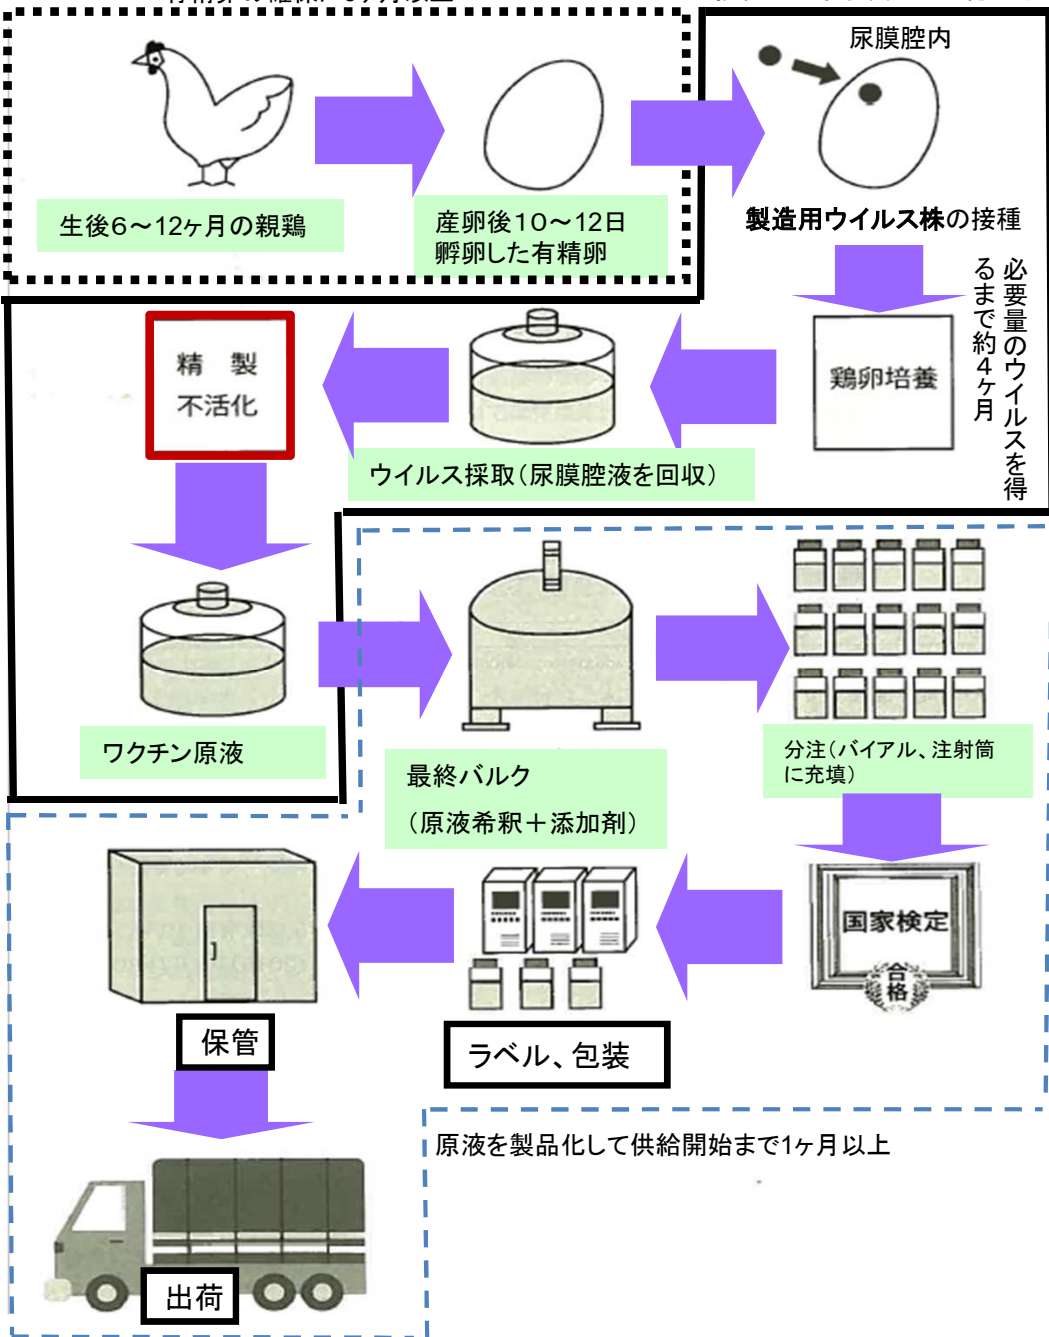 生後6～12ヶ月の親鶏
産卵後10～12日
孵卵した有精卵
尿膜腔内
製造用ウイルス株の接種
必要量のウイルスを得
るまで約4ヶ月
鶏卵培養
ウイルス採取（尿膜腔液を回収）
精 製
不活化
ワクチン原液
最終バルク
（原液希釈＋添加剤）
分注（バイアル、注射筒
に充填）
国家検定
合格
ラベル、包装
保管
出荷
原液を製品化して供給開始まで1ヶ月以上